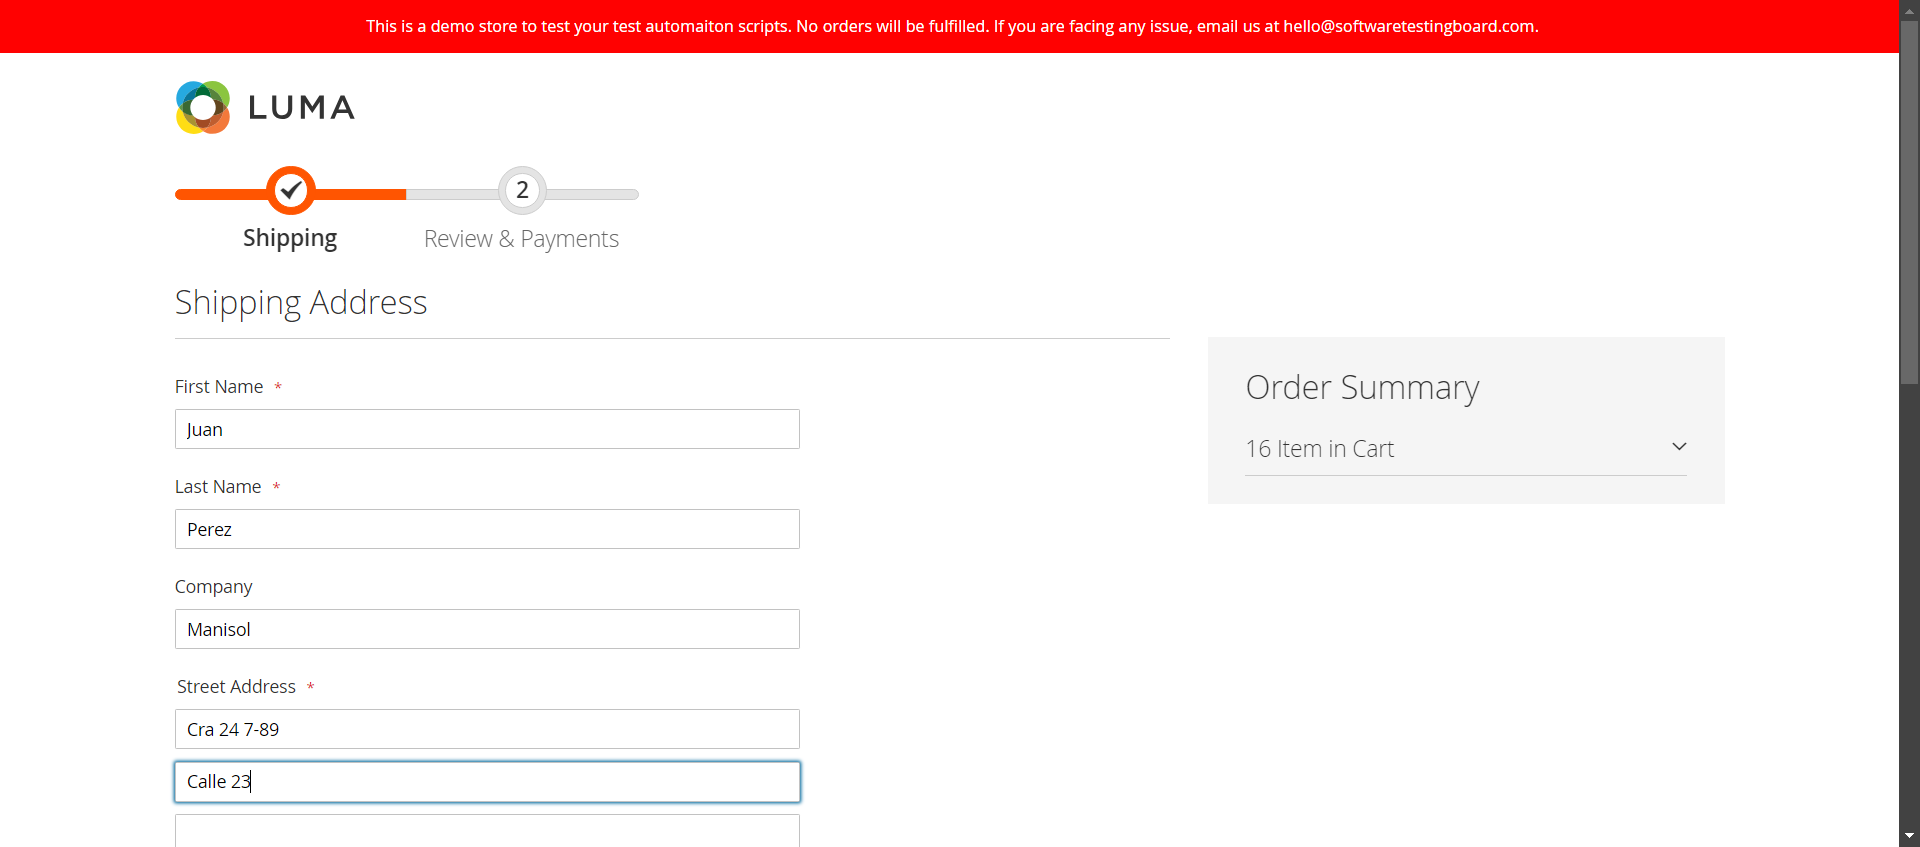 This is a demo store to test your test automaiton scripts. No orders will be fulfilled. If you are facing any issue, email us at hello@softwaretestingboard.com.
LUMA
2
Shipping
Review & Payments
Shipping Address
First Name *
Juan
Last Name *
Perez
Company
Manisol
Street Address *
Cra 24 7-89
Calle 23
Order Summary
16 Item in Cart